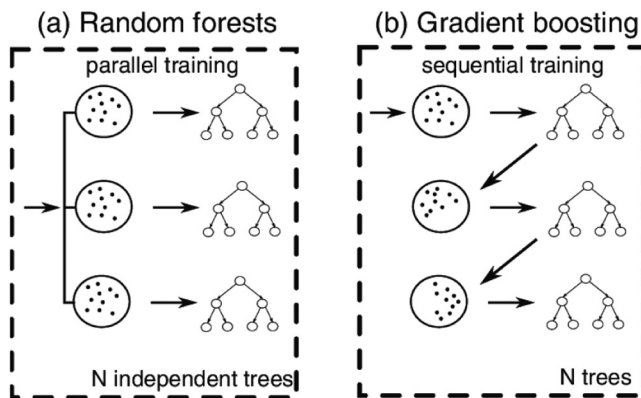 (a) Random forests
parallel training
N independent trees
(b) Gradient boosting
sequential training
N trees